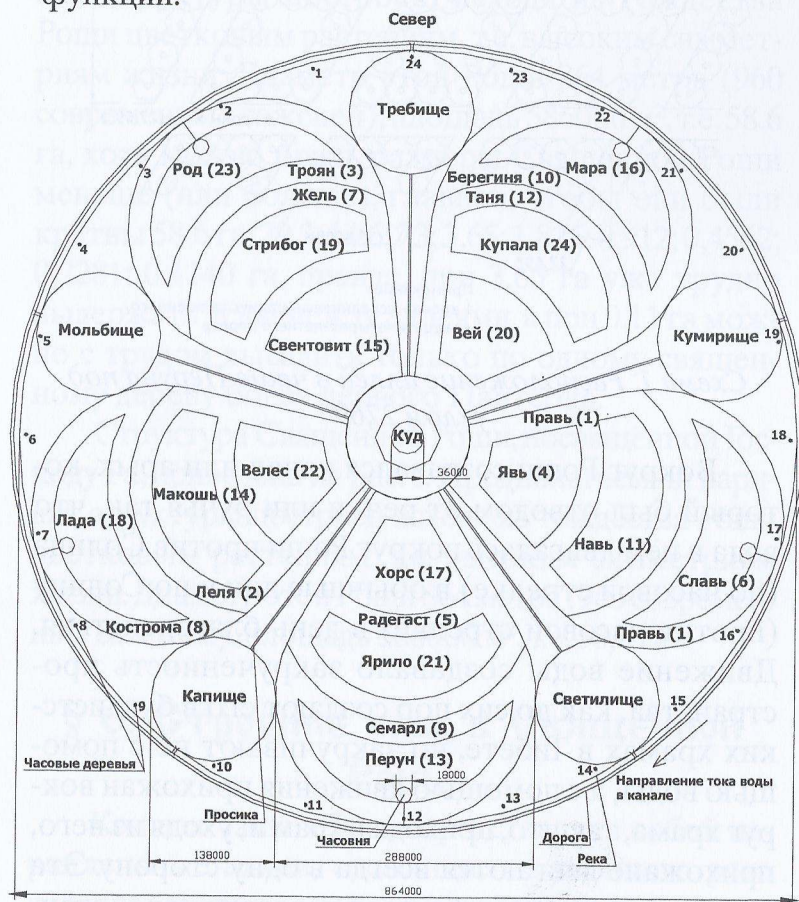 функции.
Север
24
1
23
2
22
Требище
3
Род (23)
Троян (3)
Берегиня (10)
Мара (16)
21
Жель (7)
Таня (12)
4
Стрибог (19)
Купала (24)
20
5
Мольбище
Свентовит (15)
Вей (20)
Кумирище
19
Правь (1)
6
Куд
18
Велес (22)
Явь (4)
36000
Макошь (14)
Лада (18)
7
Навь (11)
17
Хорс (17)
Славь (6)
Леля (2)
8
Кострома (8)
Радегаст (5)
Правь (1)
16
Ярило (21)
9
Капище
Светилище
15
Семарл (9)
Часовые деревья
10
Перун (13)
14
Направление тока воды
в канале
18000
11
12
13
Просика
Часовня
Дорога
Река
138000
288000
864000